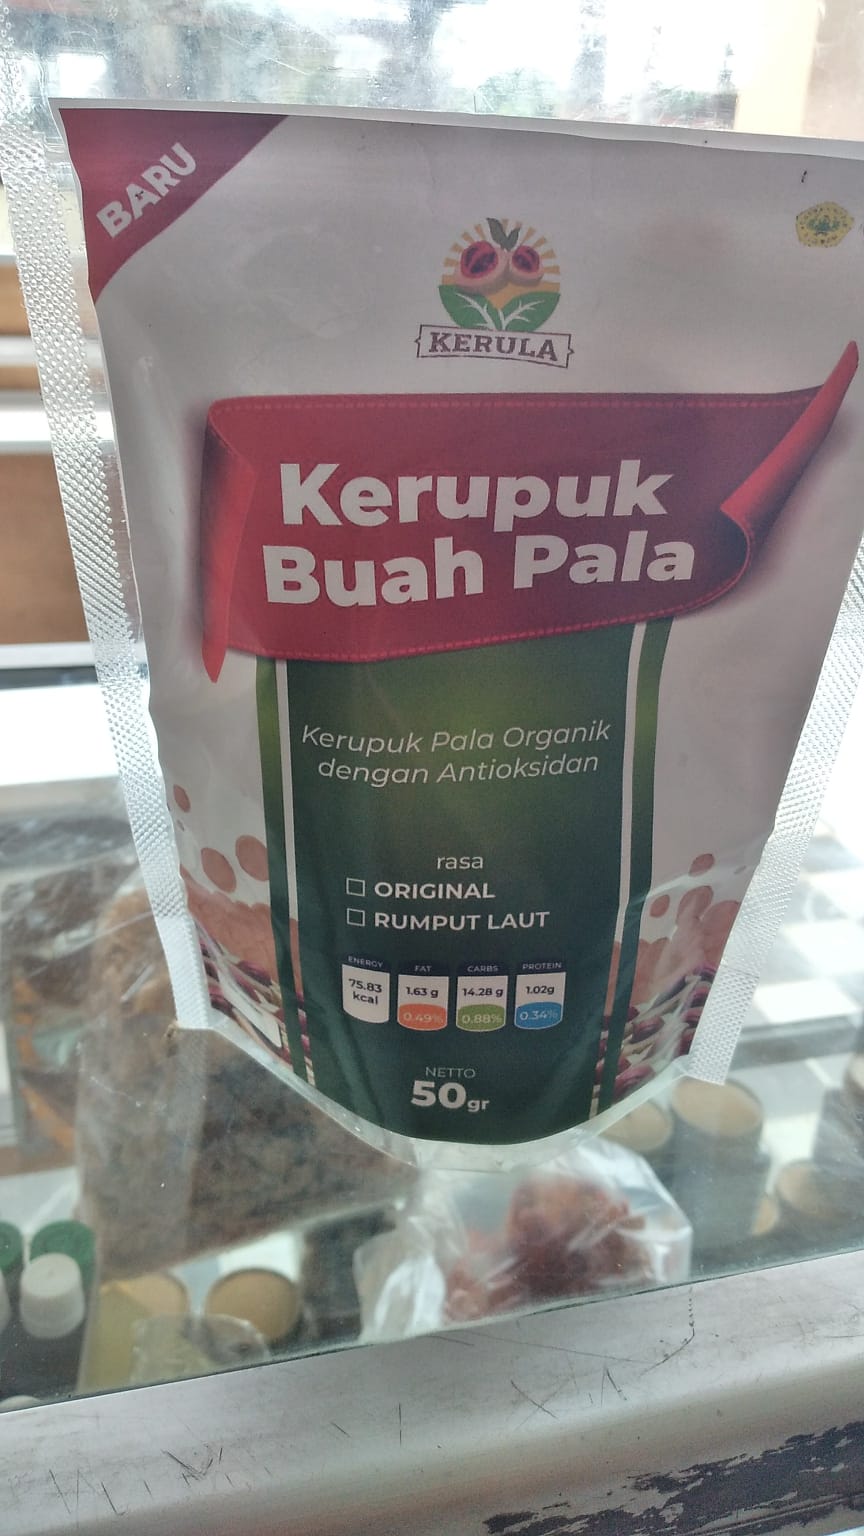 BARU
KERULA
Kerupuk
Buah Pala
Kerupuk Pala Organik
dengan Antioksidan
rasa
☐ ORIGINAL
☐ RUMPUT LAUT
ENERGY
75.83
kcal
FAT
1.63 g
0.49%
CARBS
14.28 g
0.88%
PROTEIN
1.02g
0.34%
NETTO
50gr